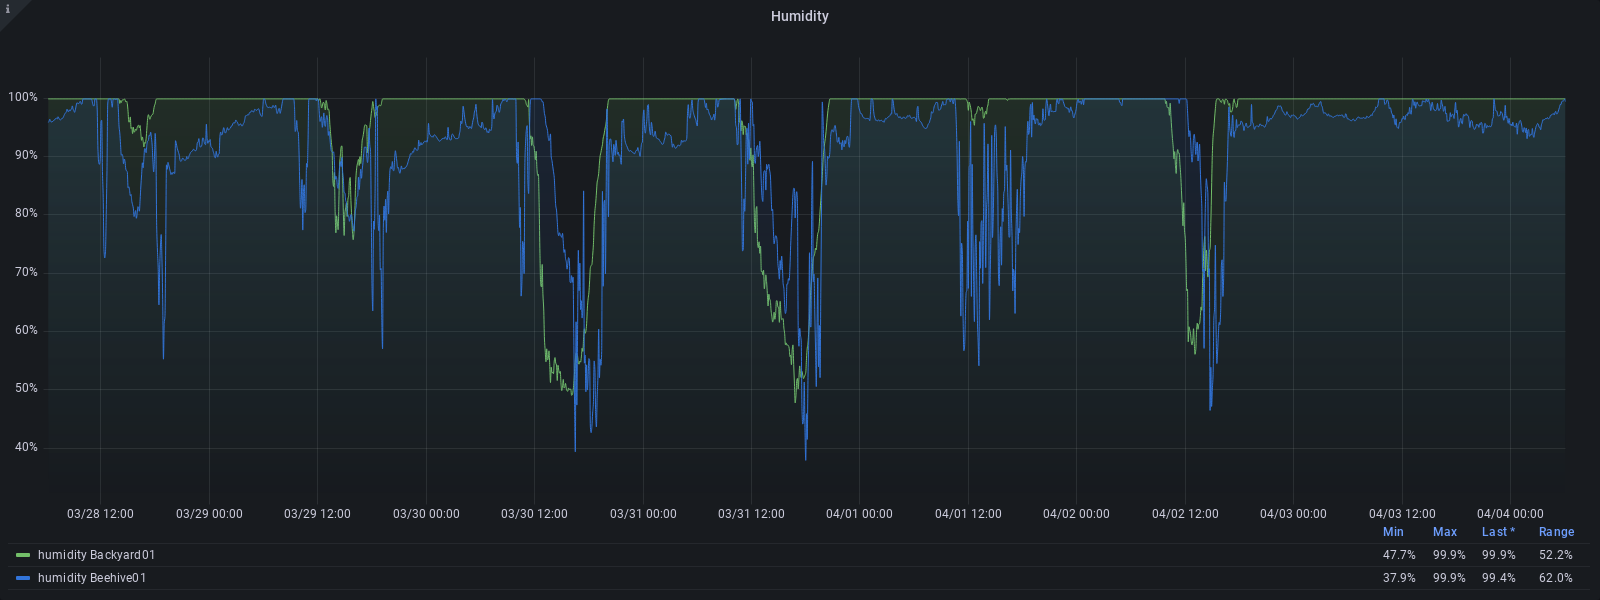 i
Humidity
100%
90%
80%
70%
60%
50%
40%
03/28 12:00 03/29 00:00 03/29 12:00 03/30 00:00 03/30 12:00 03/31 00:00 03/31 12:00 04/01 00:00 04/01 12:00 04/02 00:00 04/02 12:00 04/03 00:00 04/03 12:00 04/04 00:00
Min Max Last * Range
humidity Backyard01 47.7% 99.9% 99.9% 52.2%
humidity Beehive01 37.9% 99.9% 99.4% 62.0%